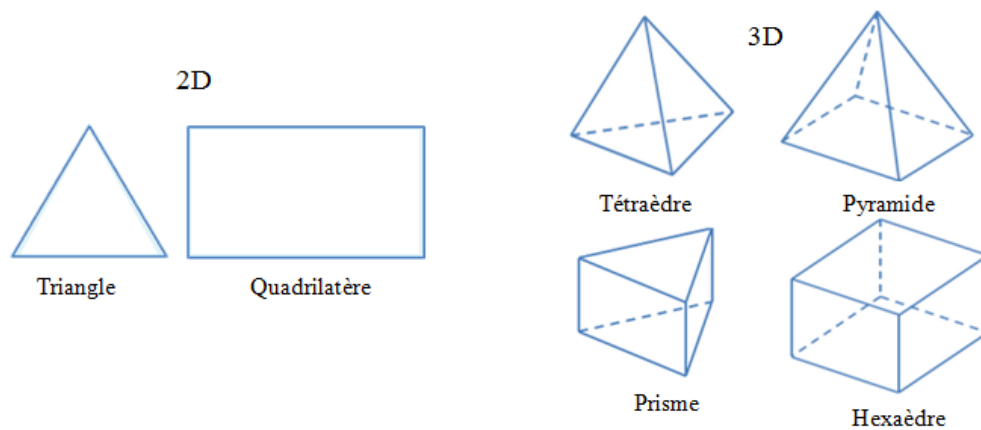 2D
Triangle
Quadrilatère
3D
Tétraèdre
Pyramide
Prisme
Hexaèdre